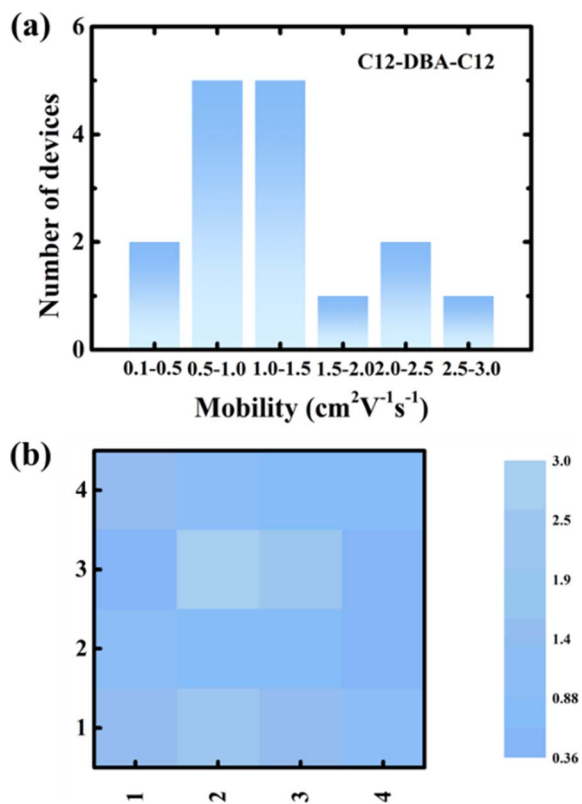 (a)
6
C12-DBA-C12
4
2
0
Number of devices
0.1-0.5 0.5-1.0 1.0-1.5 1.5-2.0 2.0-2.5 2.5-3.0
Mobility (cm²V⁻¹s⁻¹)
(b)
4
3
2
1
1 2 3 4
3.0
2.5
1.9
1.4
0.88
0.36